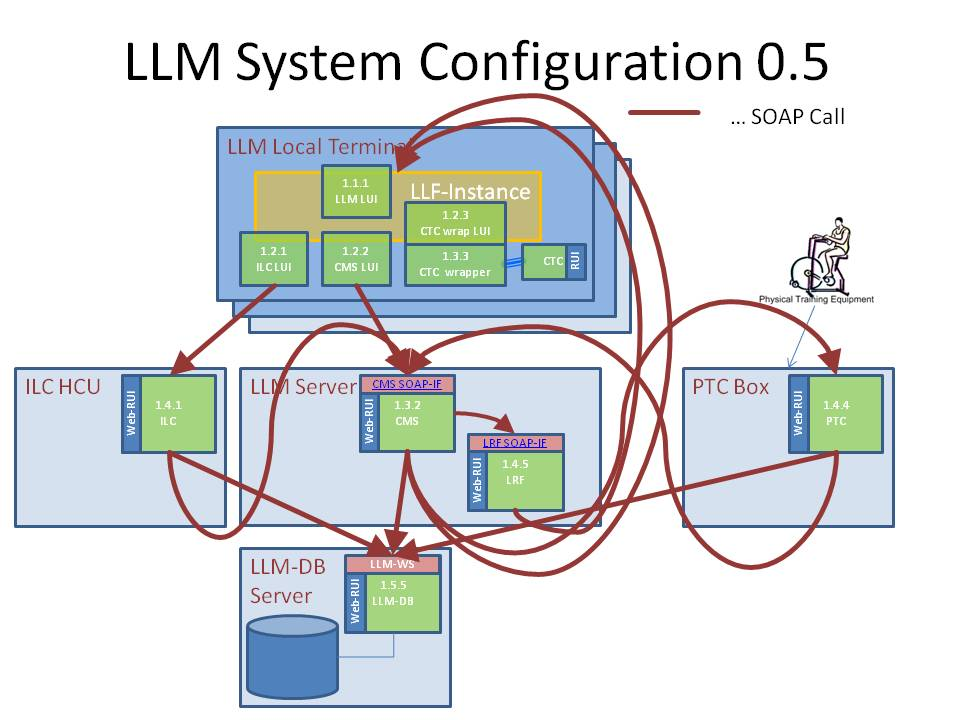 LLM System Configuration 0.5
... SOAP Call
LLM Local Terminal
LLF-Instance
1.1.1
LLM LUI
1.2.3
CTC wrap LUI
1.2.1
ILC LUI
1.2.2
CMS LUI
1.3.3
CTC wrapper
CTC
RUI
Physical Training Equipment
ILC HCU
Web-RUI
1.4.1
ILC
LLM Server
CMS SOAP-IF
Web-RUI
1.3.2
CMS
LRF SOAP-IF
Web-RUI
1.4.5
LRF
PTC Box
Web-RUI
1.4.4
PTC
LLM-DB
Server
LLM-WS
Web-RUI
1.5.5
LLM-DB